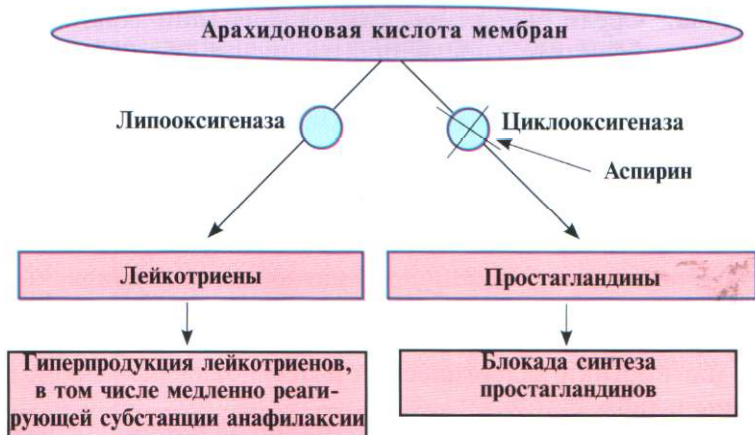 Арахидоновая кислота мембран
Липооксигеназа
Циклооксигеназа
Аспирин
Лейкотриены
Простагландины
Гиперпродукция лейкотриенов,
в том числе медленно реаги-
рующей субстанции анафилаксии
Блокада синтеза
простагландинов